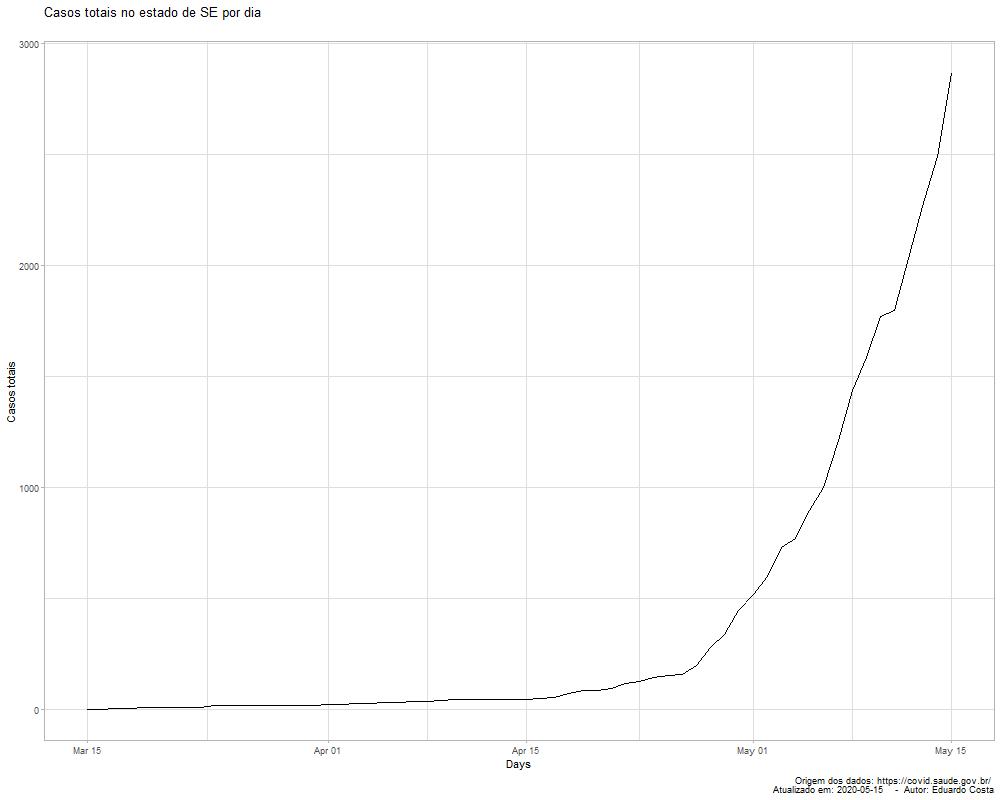 Casos totais no estado de SE por dia
3000
2000
1000
0
Casos totais
Mar 15 Apr 01 Apr 15 May 01 May 15
Days
Origem dos dados: https://covid.saude.gov.br/
Atualizado em: 2020-05-15 - Autor: Eduardo Costa